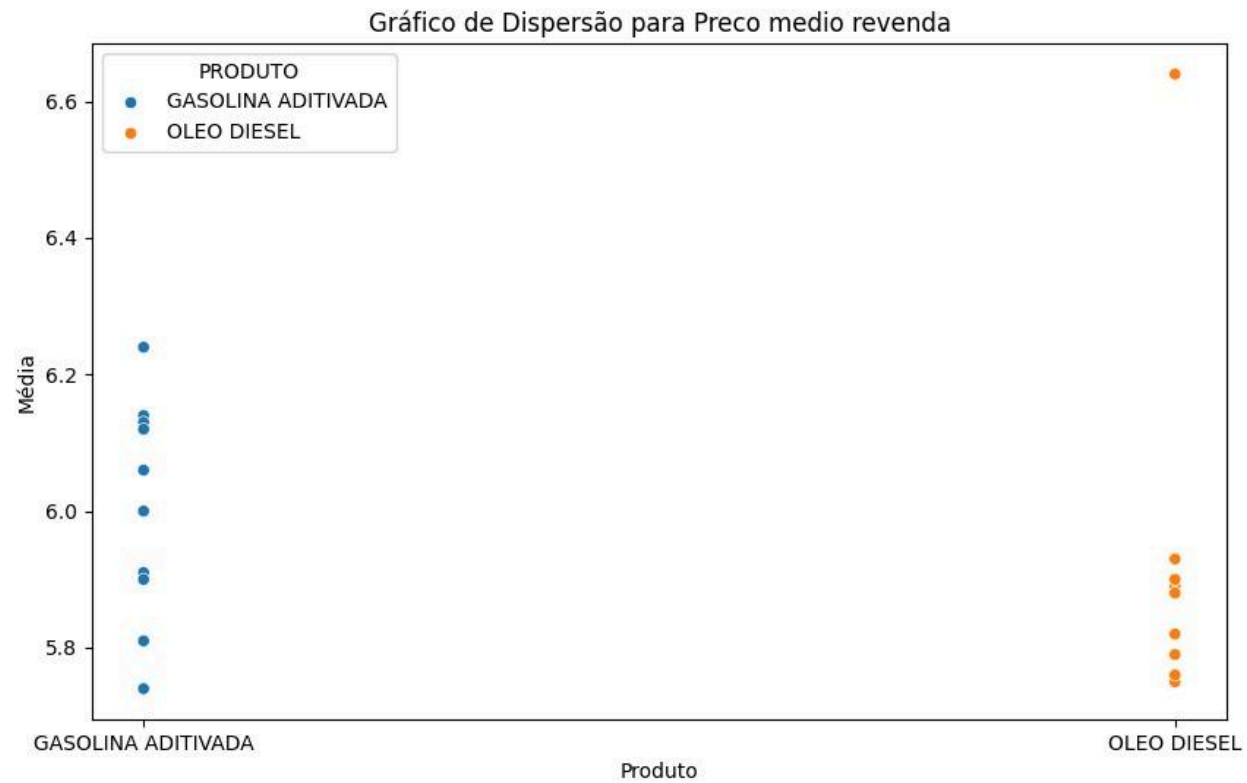 Gráfico de Dispersão para Preco medio revenda
PRODUTO
GASOLINA ADITIVADA
OLEO DIESEL
Média
6.6
6.4
6.2
6.0
5.8
GASOLINA ADITIVADA
OLEO DIESEL
Produto